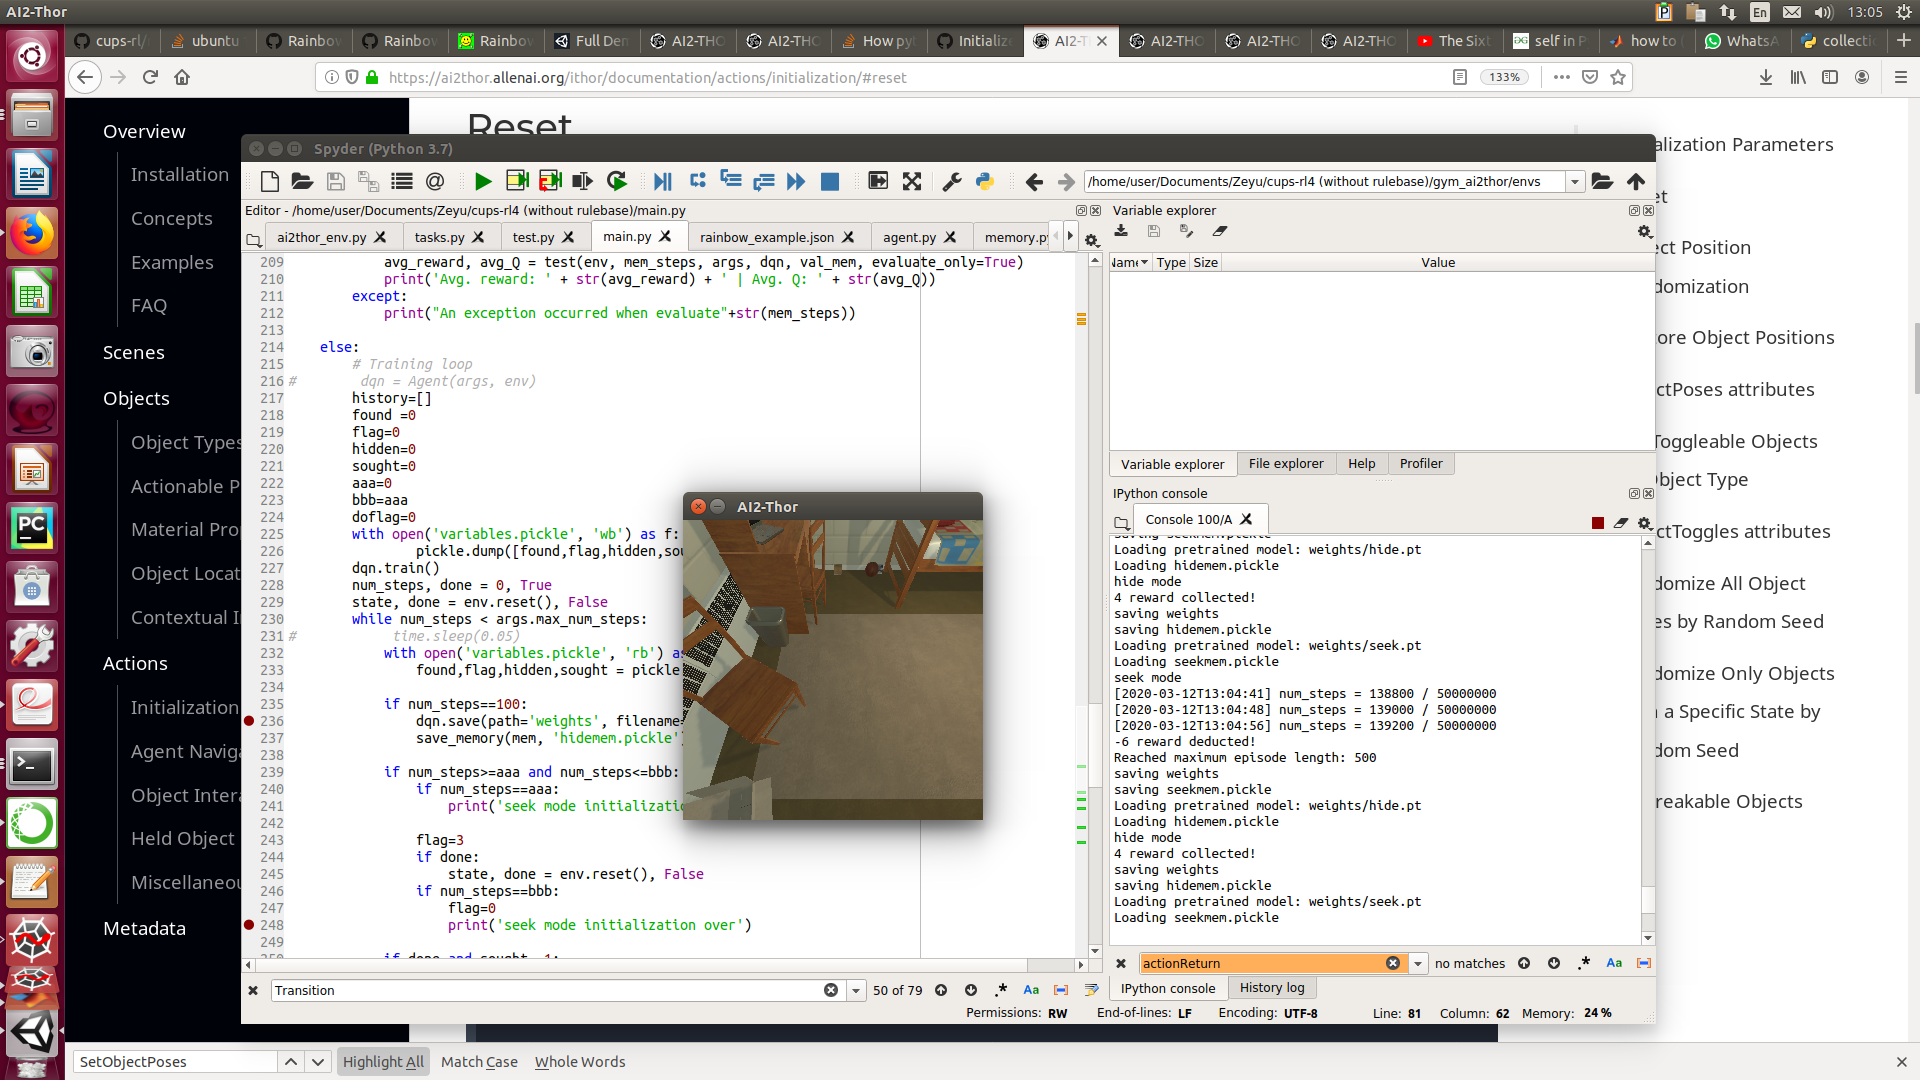 AI2-Thor
En
13:05
cups-rl/
ubuntu
Rainbow
Rainbow
Rainbow
Full Den
AI2-THO
AI2-THO
How pyt
Initialize
AI2-T
AI2-THO
AI2-THO
AI2-THO
The Sixt
self in P
how to (
WhatsA
collecti
https://ai2thor.allenai.org/ithor/documentation/actions/initialization/#reset
133%
Overview
Installation
Concepts
Examples
FAQ
Scenes
Objects
Object Types
Actionable P
Material Prop
Object Locat
Contextual I
Actions
Initialization
Agent Naviga
Object Intera
Held Object
Miscellaneou
Metadata
Reset
Spyder (Python 3.7)
/home/user/Documents/Zeyu/cups-rl4 (without rulebase)/gym_ai2thor/envs
Editor - /home/user/Documents/Zeyu/cups-rl4 (without rulebase)/main.py
ai2thor_env.py
tasks.py
test.py
main.py
rainbow_example.json
agent.py
memory.py
209 avg_reward, avg_Q = test(env, mem_steps, args, dqn, val_mem, evaluate_only=True)
210 print('Avg. reward: ' + str(avg_reward) + ' | Avg. Q: ' + str(avg_Q))
211 except:
212 print("An exception occurred when evaluate"+str(mem_steps))
213
214 else:
215 # Training loop
216 # dqn = Agent(args, env)
217 history=[]
218 found =0
219 flag=0
220 hidden=0
221 sought=0
222 aaa=0
223 bbb=aaa
224 doflag=0
225 with open('variables.pickle', 'wb') as f:
226 pickle.dump([found,flag,hidden,sou
227 dqn.train()
228 num_steps, done = 0, True
229 state, done = env.reset(), False
230 while num_steps < args.max_num_steps:
231 # time.sleep(0.05)
232 with open('variables.pickle', 'rb') as
233 found,flag,hidden,sought = pickle
234
235 if num_steps==100:
236 dqn.save(path='weights', filename=
237 save_memory(mem, 'hidemem.pickle')
238
239 if num_steps>=aaa and num_steps<=bbb:
240 if num_steps==aaa:
241 print('seek mode initializatio
242
243 flag=3
244 if done:
245 state, done = env.reset(), False
246 if num_steps==bbb:
247 flag=0
248 print('seek mode initialization over')
249
250 if done and sought 1:
AI2-Thor
Transition
50 of 79
Aa
Variable explorer
Name
Type
Size
Value
Variable explorer
File explorer
Help
Profiler
IPython console
Console 100/A
saving seekmem.pickle
Loading pretrained model: weights/hide.pt
Loading hidemem.pickle
hide mode
4 reward collected!
saving weights
saving hidemem.pickle
Loading pretrained model: weights/seek.pt
Loading seekmem.pickle
seek mode
[2020-03-12T13:04:41] num_steps = 138800 / 50000000
[2020-03-12T13:04:48] num_steps = 139000 / 50000000
[2020-03-12T13:04:56] num_steps = 139200 / 50000000
-6 reward deducted!
Reached maximum episode length: 500
saving weights
saving seekmem.pickle
Loading pretrained model: weights/hide.pt
Loading hidemem.pickle
hide mode
4 reward collected!
saving weights
saving hidemem.pickle
Loading pretrained model: weights/seek.pt
Loading seekmem.pickle
actionReturn
no matches
Aa
IPython console
History log
Permissions: RW
End-of-lines: LF
Encoding: UTF-8
Line: 81
Column: 62
Memory: 24 %
alization Parameters
et
ect Position
domization
ore Object Positions
ectPoses attributes
Toggleable Objects
bject Type
ectToggles attributes
domize All Object
es by Random Seed
domize Only Objects
n a Specific State by
dom Seed
reakable Objects
SetObjectPoses
Highlight All
Match Case
Whole Words